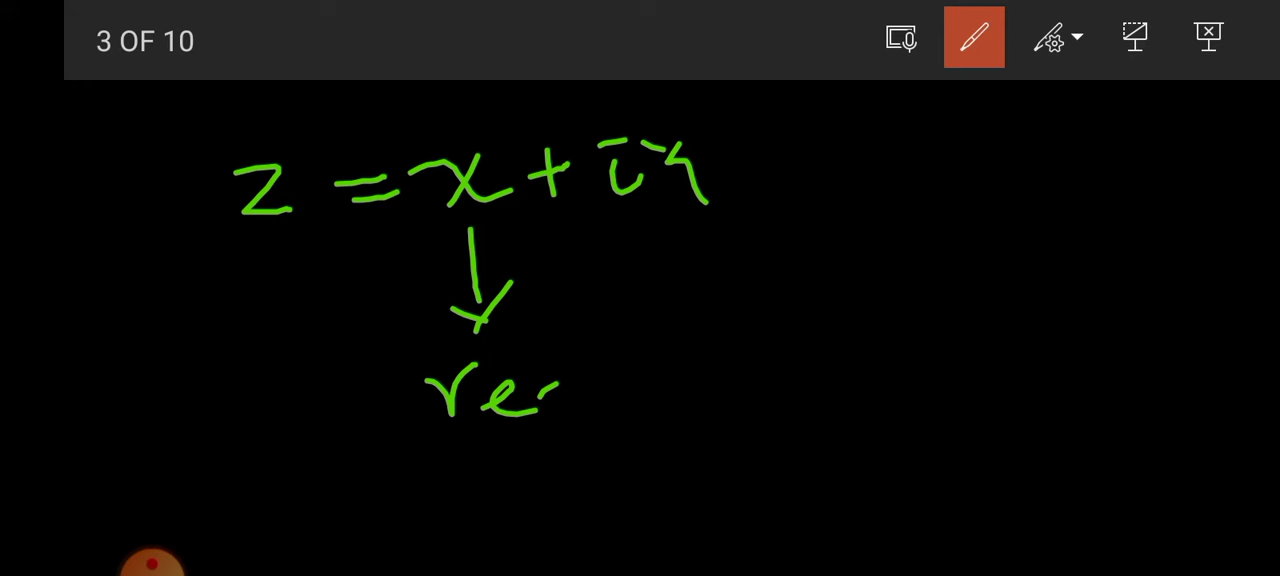 3 OF 10
z = x + iy
re